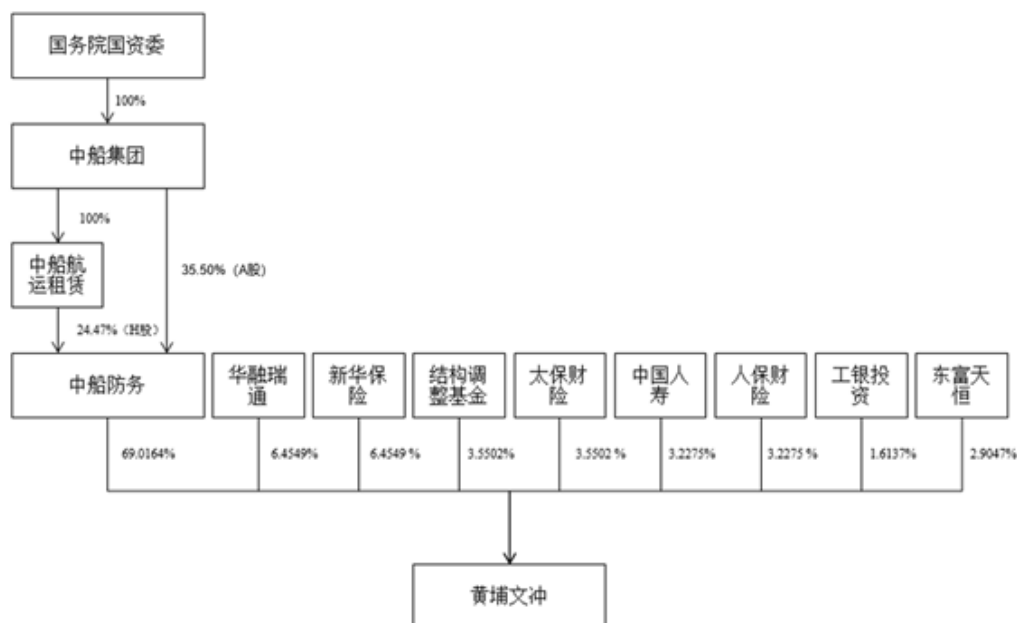 国务院国资委
100%
中船集团
100%
中船航
运租赁
35.50% (A股)
24.47%（H股）
中船防务
华融瑞
通
新华保
险
结构调
整基金
太保财
险
中国人
寿
人保财
险
工银投
资
东富天
恒
69.0164%
6.4549%
6.4549 %
3.5502%
3.5502 %
3.2275%
3.2275 %
1.6137%
2.9047%
黄埔文冲